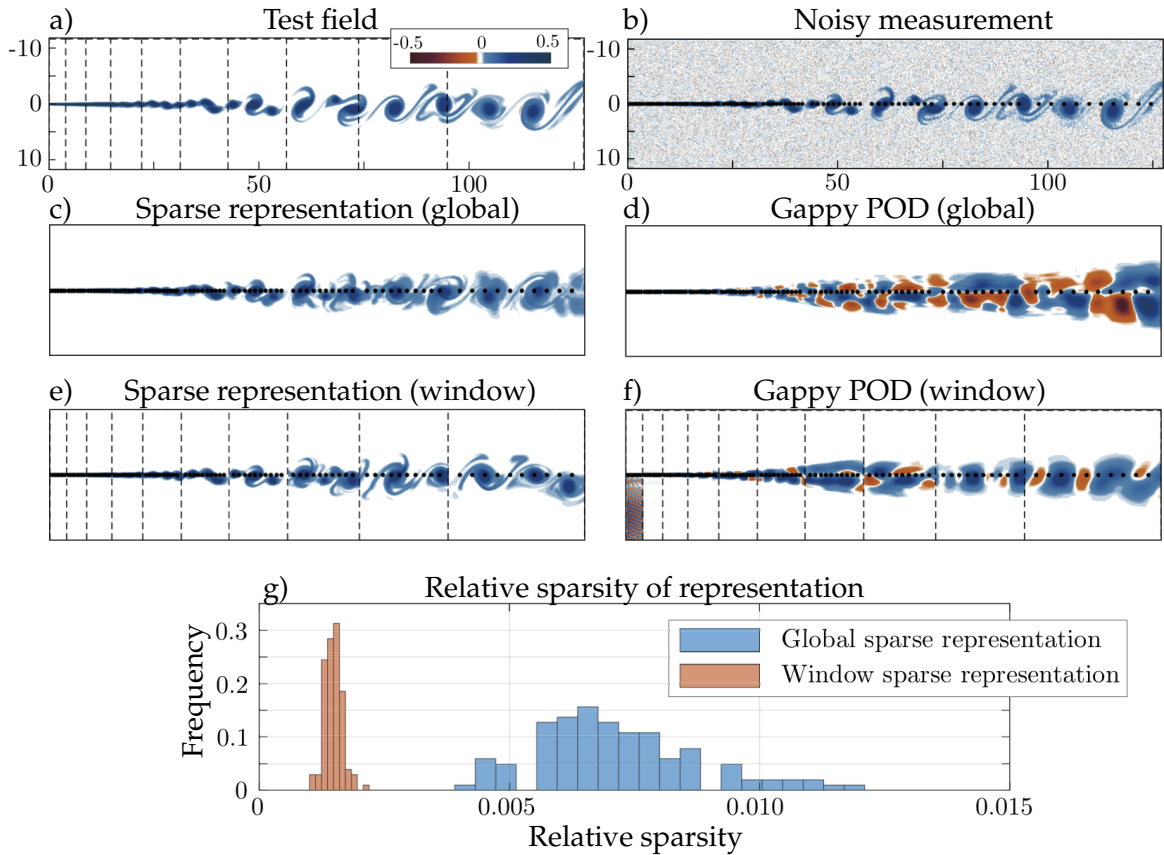 a) Test field
-0.5 0 0.5
-10
0
10
0 50 100
b) Noisy measurement
-10
0
10
0 50 100
c) Sparse representation (global)
d) Gappy POD (global)
e) Sparse representation (window)
f) Gappy POD (window)
g) Relative sparsity of representation
Frequency
0.3
0.2
0.1
0
Global sparse representation
Window sparse representation
0 0.005 0.010 0.015
Relative sparsity